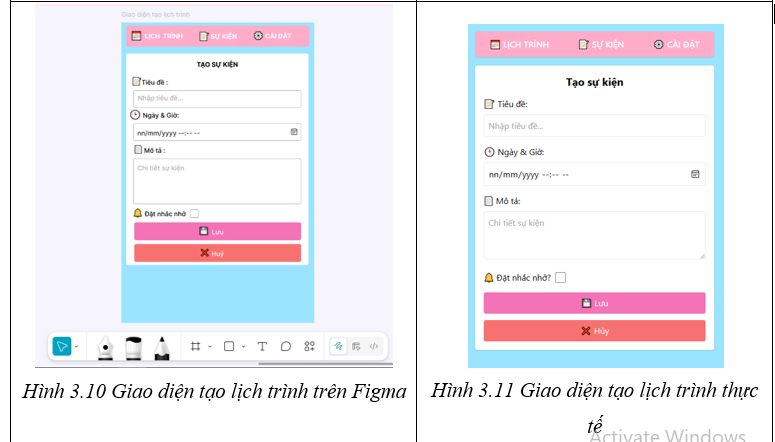 Giao diện tạo lịch trình
LỊCH TRÌNH SỰ KIỆN CÀI ĐẶT
TẠO SỰ KIỆN
Tiêu đề :
Nhập tiêu đề...
Ngày & Giờ:
nn/mm/yyyy --:-- --
Mô tả :
Chi tiết sự kiện
Đặt nhắc nhở
Lưu
Huỷ
Hình 3.10 Giao diện tạo lịch trình trên Figma
LỊCH TRÌNH SỰ KIỆN CÀI ĐẶT
Tạo sự kiện
Tiêu đề:
Nhập tiêu đề...
Ngày & Giờ:
nn/mm/yyyy --:-- --
Mô tả:
Chi tiết sự kiện
Đặt nhắc nhở?
Lưu
Hủy
Hình 3.11 Giao diện tạo lịch trình thực
tế
Activate Windows